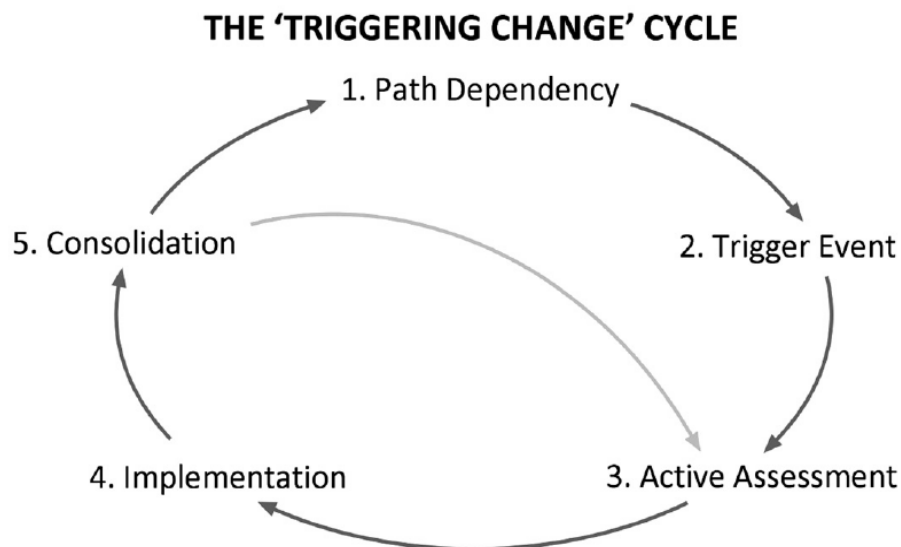 THE ‘TRIGGERING CHANGE’ CYCLE
1. Path Dependency
2. Trigger Event
3. Active Assessment
4. Implementation
5. Consolidation